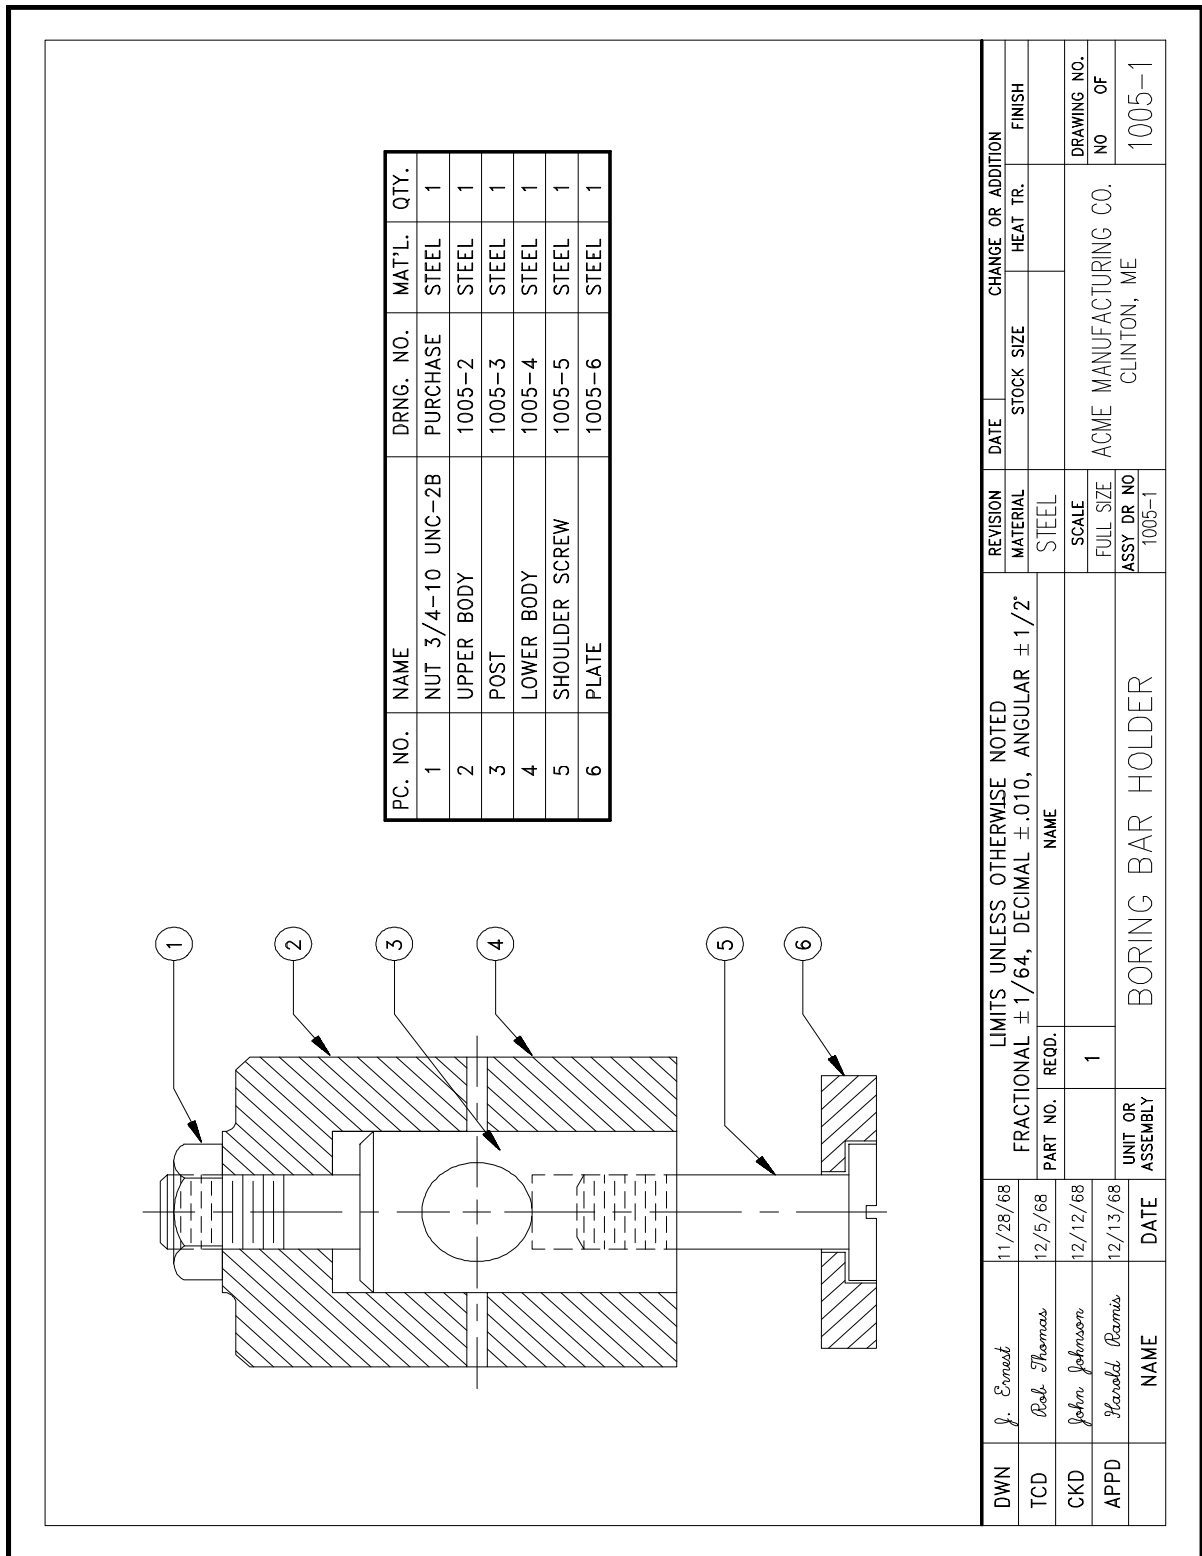 1
2
3
4
5
6
PC. NO. NAME DRNG. NO. MAT'L. QTY.
1 NUT 3/4-10 UNC-2B PURCHASE STEEL 1
2 UPPER BODY 1005-2 STEEL 1
3 POST 1005-3 STEEL 1
4 LOWER BODY 1005-4 STEEL 1
5 SHOULDER SCREW 1005-5 STEEL 1
6 PLATE 1005-6 STEEL 1
DWN J. Ernest 11/28/68
TCD Rob Thomas 12/5/68
CKD John Johnson 12/12/68
APPD Harold Ramis 12/13/68
NAME DATE
LIMITS UNLESS OTHERWISE NOTED
FRACTIONAL ±1/64, DECIMAL ±.010, ANGULAR ±1/2°
PART NO. REQD. NAME
1
UNIT OR
ASSEMBLY
BORING BAR HOLDER
REVISION DATE CHANGE OR ADDITION
MATERIAL STOCK SIZE HEAT TR. FINISH
STEEL
SCALE
FULL SIZE
ASSY DR NO
1005-1
ACME MANUFACTURING CO.
CLINTON, ME
DRAWING NO.
NO OF
1005-1